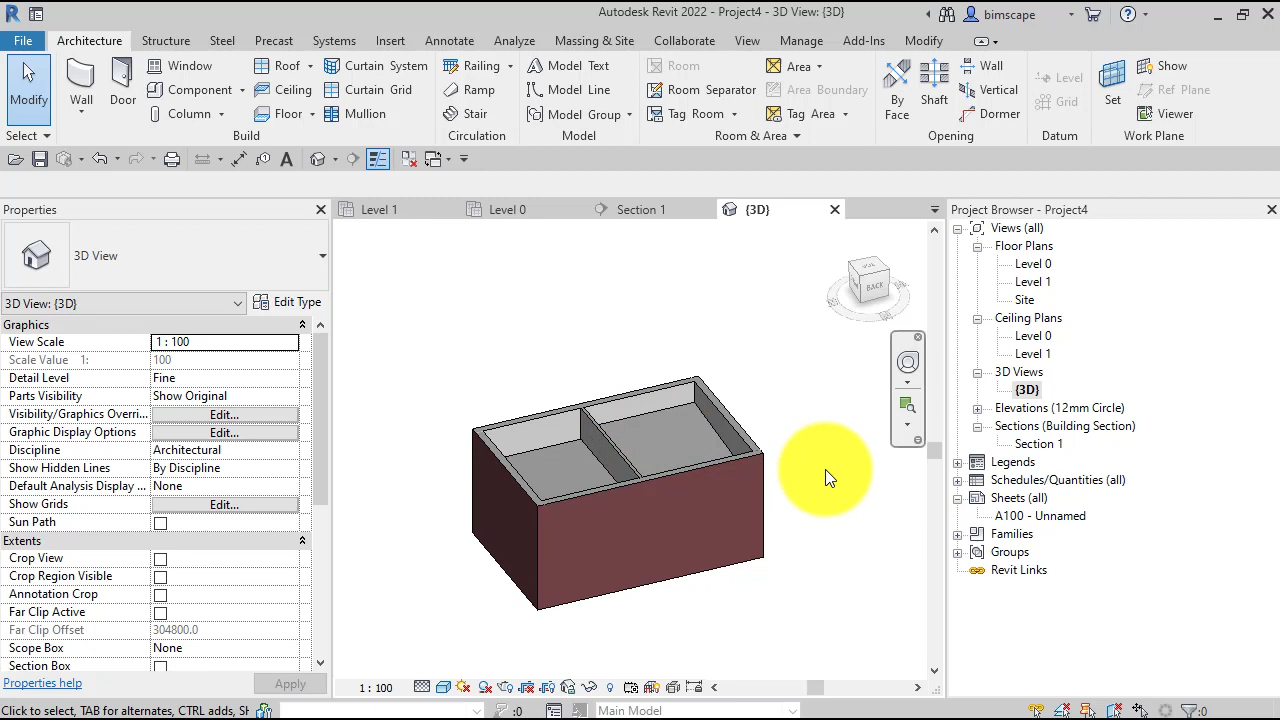 Autodesk Revit 2022 - Project4 - 3D View: {3D}
bimscape
File Architecture Structure Steel Precast Systems Insert Annotate Analyze Massing & Site Collaborate View Manage Add-Ins Modify
Modify
Wall
Door
Window
Component
Column
Roof
Ceiling
Floor
Curtain System
Curtain Grid
Mullion
Railing
Ramp
Stair
Model Text
Model Line
Model Group
Room
Room Separator
Tag Room
Area
Area Boundary
Tag Area
By
Face
Shaft
Wall
Vertical
Dormer
Level
Grid
Set
Show
Ref Plane
Viewer
Select Build Circulation Model Room & Area Opening Datum Work Plane
Properties
Level 1
Level 0
Section 1
{3D}
Project Browser - Project4
3D View
3D View: {3D} Edit Type
Graphics
View Scale 1 : 100
Scale Value 1: 100
Detail Level Fine
Parts Visibility Show Original
Visibility/Graphics Overri... Edit...
Graphic Display Options Edit...
Discipline Architectural
Show Hidden Lines By Discipline
Default Analysis Display ... None
Show Grids Edit...
Sun Path
Extents
Crop View
Crop Region Visible
Annotation Crop
Far Clip Active
Far Clip Offset 304800.0
Scope Box None
Section Box
Properties help Apply
BACK
1 : 100
Views (all)
Floor Plans
Level 0
Level 1
Site
Ceiling Plans
Level 0
Level 1
3D Views
{3D}
Elevations (12mm Circle)
Sections (Building Section)
Section 1
Legends
Schedules/Quantities (all)
Sheets (all)
A100 - Unnamed
Families
Groups
Revit Links
Click to select, TAB for alternates, CTRL adds, SH :0 Main Model :0